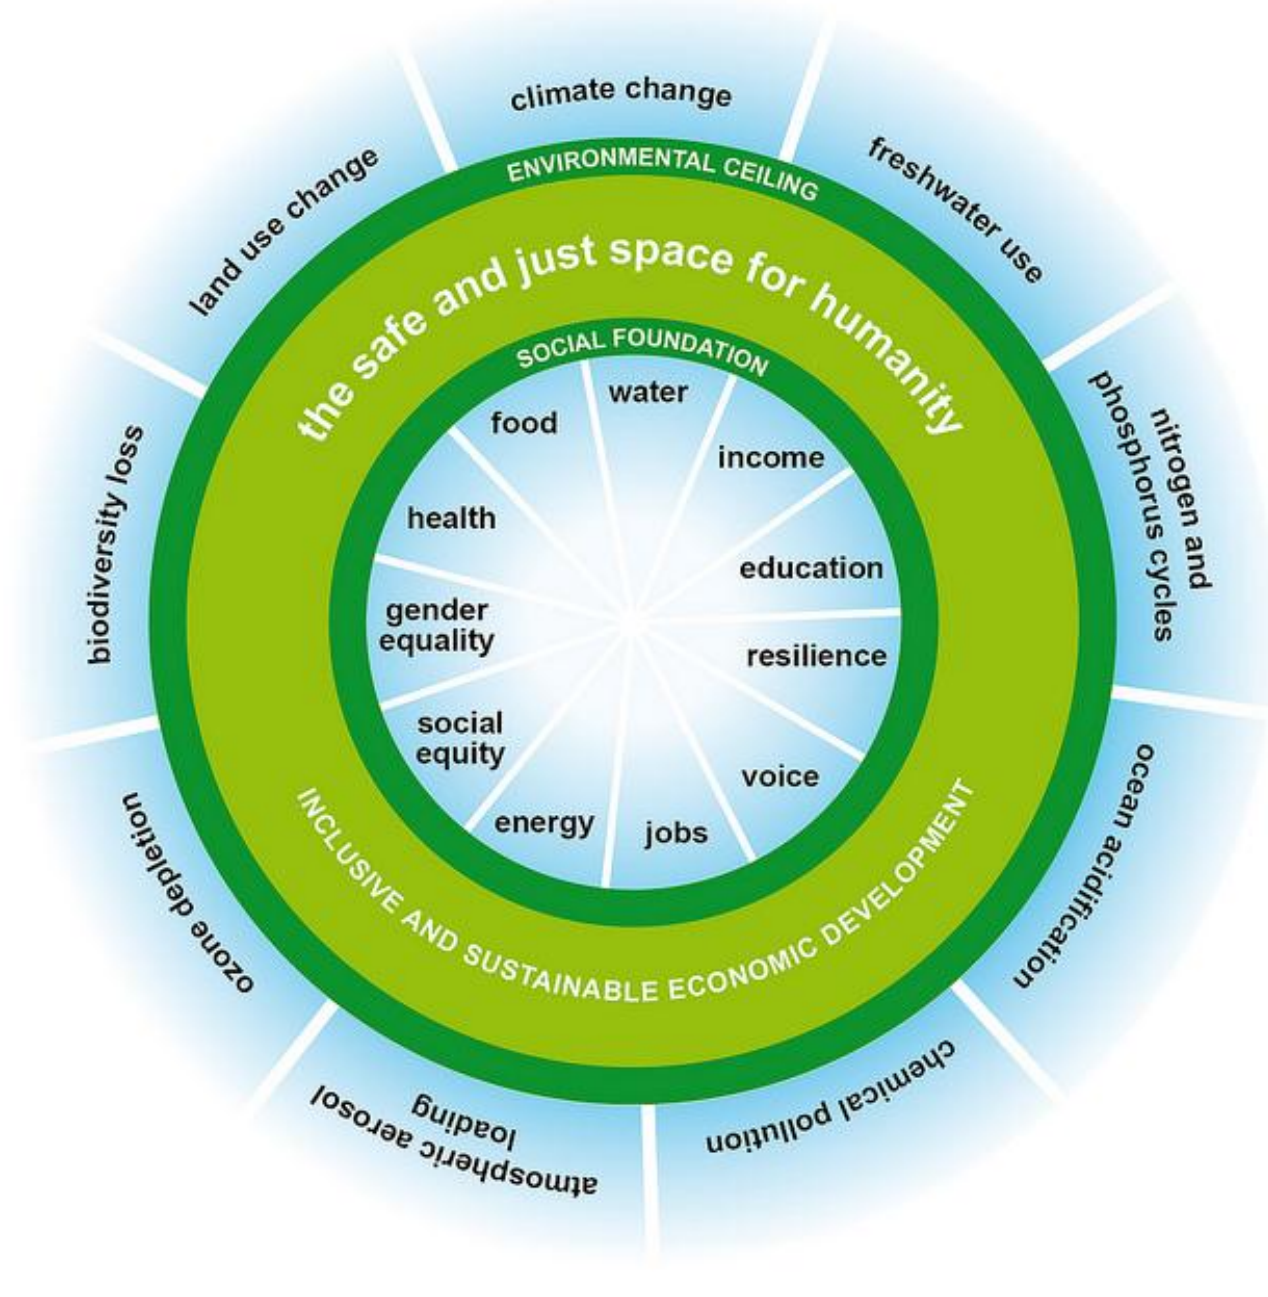 climate change
freshwater use
nitrogen and
phosphorus cycles
ocean acidification
chemical pollution
atmospheric aerosol
loading
ozone depletion
biodiversity loss
land use change
ENVIRONMENTAL CEILING
the safe and just space for humanity
SOCIAL FOUNDATION
water
income
education
resilience
voice
jobs
energy
social
equity
gender
equality
health
food
INCLUSIVE AND SUSTAINABLE ECONOMIC DEVELOPMENT